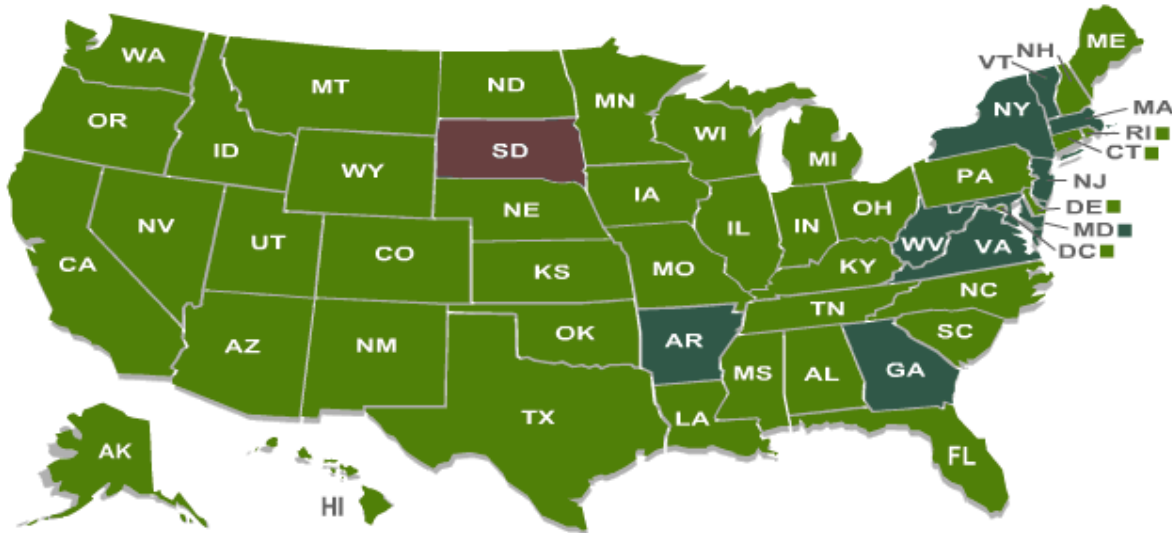 WA
MT
ND
MN
ME
NH
VT
NY
MA
OR
ID
SD
WI
MI
RI
CT
WY
IA
PA
NJ
NE
DE
NV
UT
CO
IL
IN
OH
MD
WV
VA
DC
CA
KS
MO
KY
NC
TN
AZ
NM
OK
AR
SC
MS
AL
GA
TX
LA
AK
FL
HI